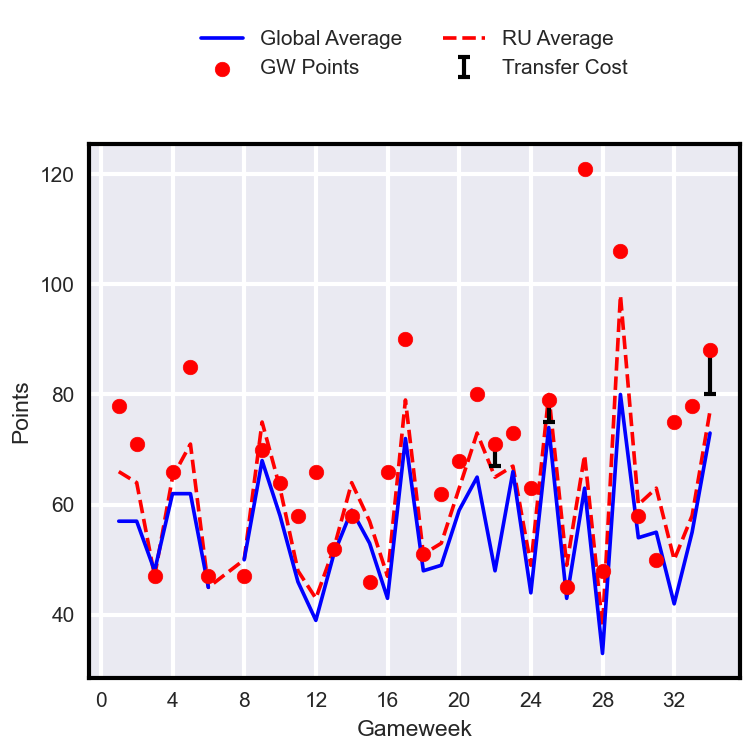 Global Average RU Average
GW Points Transfer Cost
120
100
80
60
40
Points
0 4 8 12 16 20 24 28 32
Gameweek